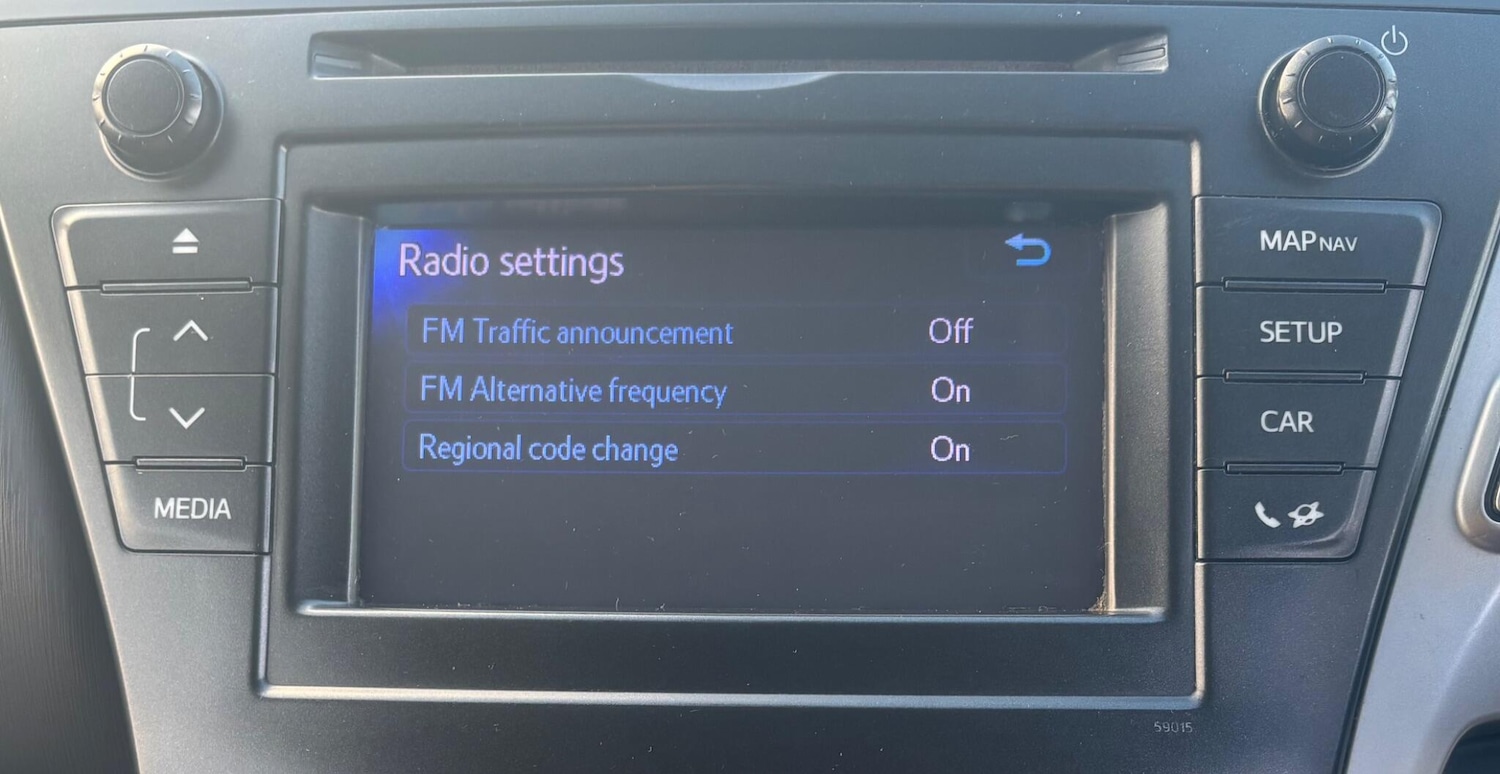 Radio settings
FM Traffic announcement Off
FM Alternative frequency On
Regional code change On
MEDIA
MAP NAV
SETUP
CAR
59015